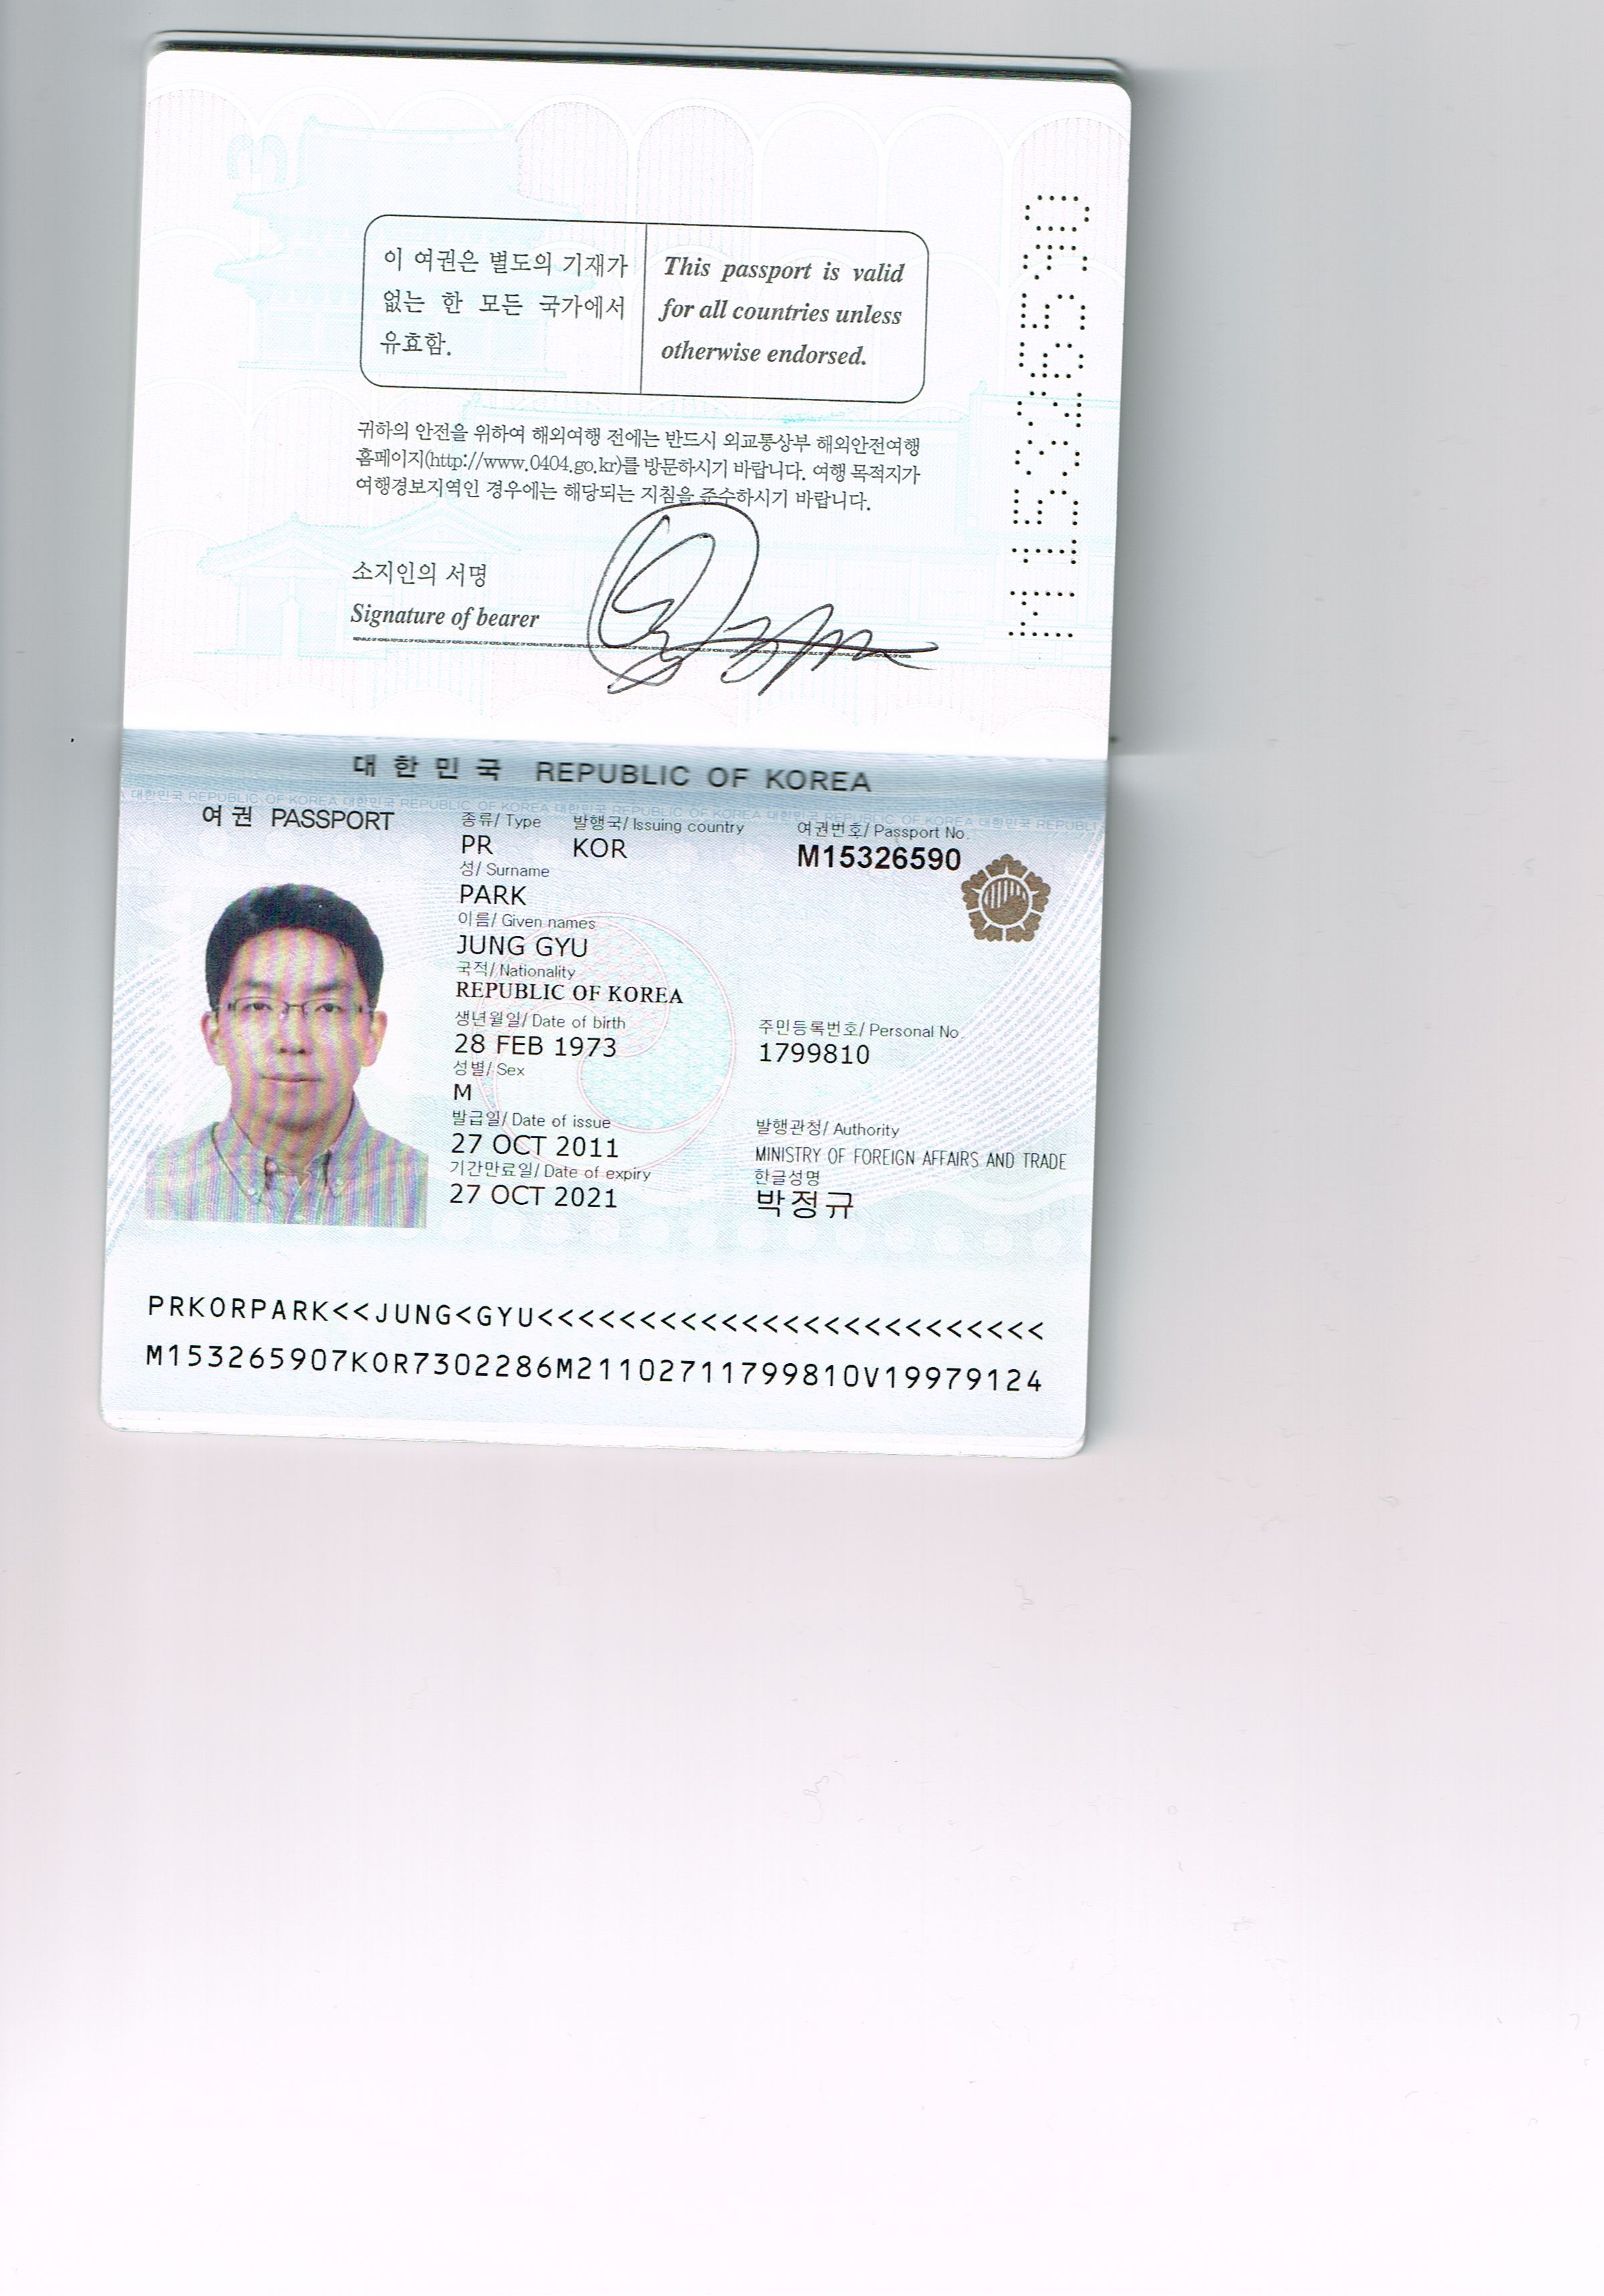 이 여권은 별도의 기재가
없는 한 모든 국가에서
유효함.
This passport is valid
for all countries unless
otherwise endorsed.
귀하의 안전을 위하여 해외여행 전에는 반드시 외교통상부 해외안전여행
홈페이지(http://www.0404.go.kr)를 방문하시기 바랍니다. 여행 목적지가
여행경보지역인 경우에는 해당되는 지침을 준수하시기 바랍니다.
소지인의 서명
Signature of bearer
M15326590
대한민국 REPUBLIC OF KOREA
여권 PASSPORT
종류/ Type 발행국/ Issuing country 여권번호/ Passport No.
PR KOR M15326590
성/ Surname
PARK
이름/ Given names
JUNG GYU
국적/ Nationality
REPUBLIC OF KOREA
생년월일/ Date of birth 주민등록번호/ Personal No.
28 FEB 1973 1799810
성별/ Sex
M
발급일/ Date of issue 발행관청/ Authority
27 OCT 2011 MINISTRY OF FOREIGN AFFAIRS AND TRADE
기간만료일/ Date of expiry 한글성명
27 OCT 2021 박정규
PRKORPARK<<JUNG<GYU<<<<<<<<<<<<<<<<<<<<<<<<<
M153265907KOR7302286M21102711799810V19979124